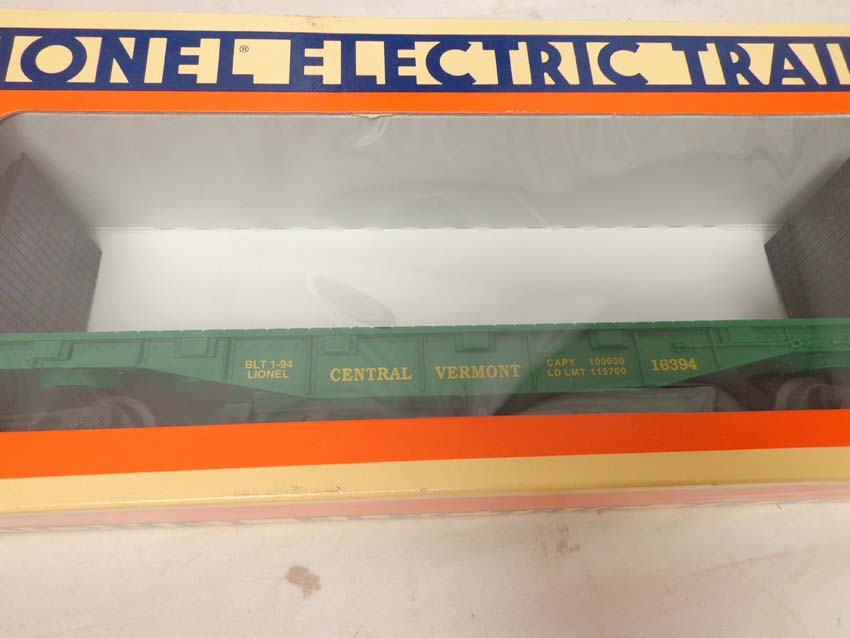 IONEL® ELECTRIC TRAI
BLT 1-94
LIONEL
CENTRAL VERMONT
CAPY 100000
LD LMT 115700
16394